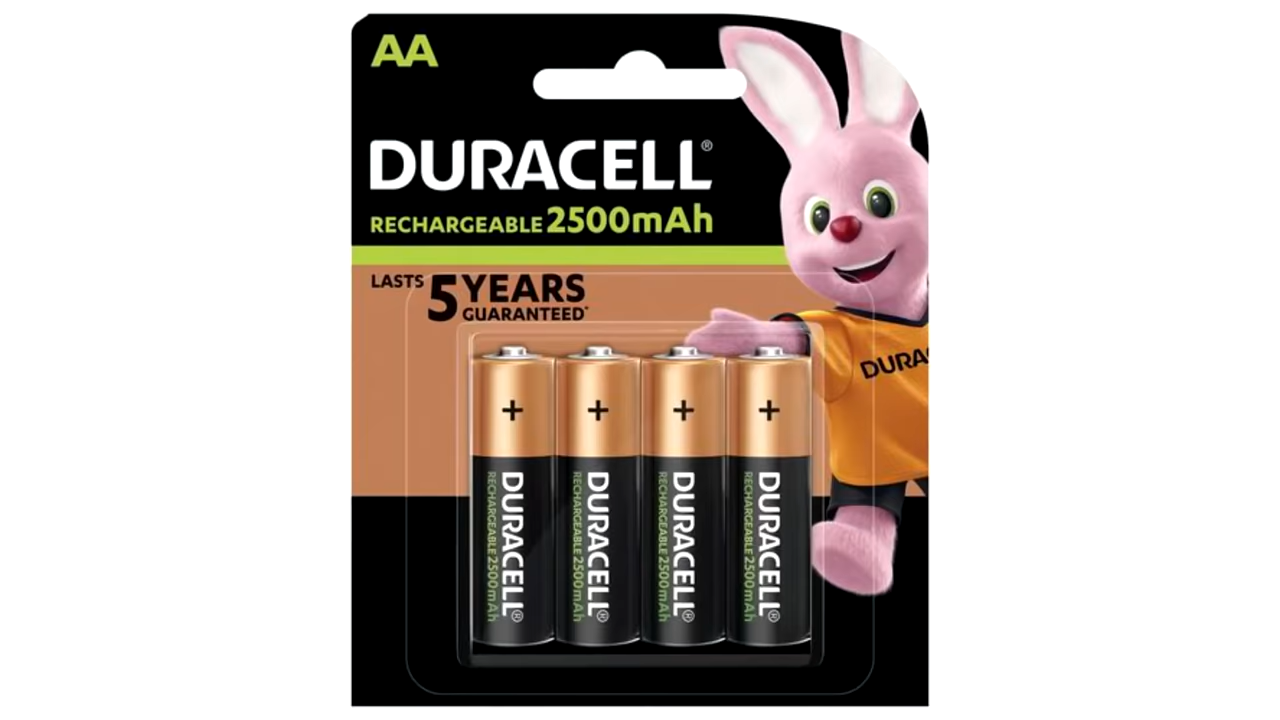 AA
DURACELL®
RECHARGEABLE 2500mAh
LASTS 5 YEARS
GUARANTEED*
DURA
+
+
+
+
DURACELL®
RECHARGEABLE 2500mAh
DURACELL®
RECHARGEABLE 2500mAh
DURACELL®
RECHARGEABLE 2500mAh
DURACELL®
RECHARGEABLE 2500mAh